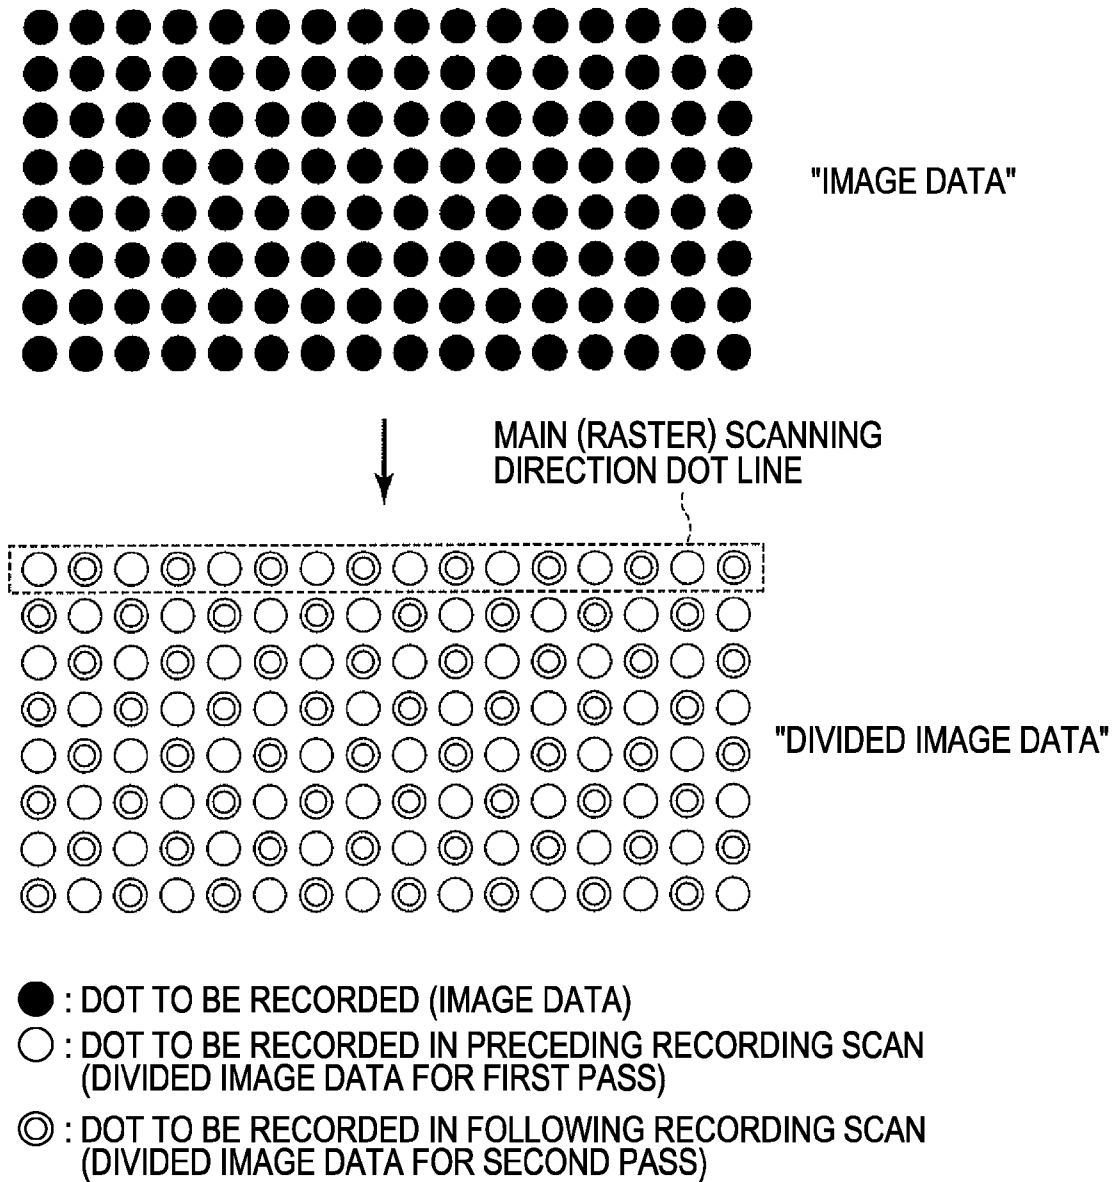 "IMAGE DATA"
MAIN (RASTER) SCANNING
DIRECTION DOT LINE
"DIVIDED IMAGE DATA"
: DOT TO BE RECORDED (IMAGE DATA)
: DOT TO BE RECORDED IN PRECEDING RECORDING SCAN
(DIVIDED IMAGE DATA FOR FIRST PASS)
: DOT TO BE RECORDED IN FOLLOWING RECORDING SCAN
(DIVIDED IMAGE DATA FOR SECOND PASS)